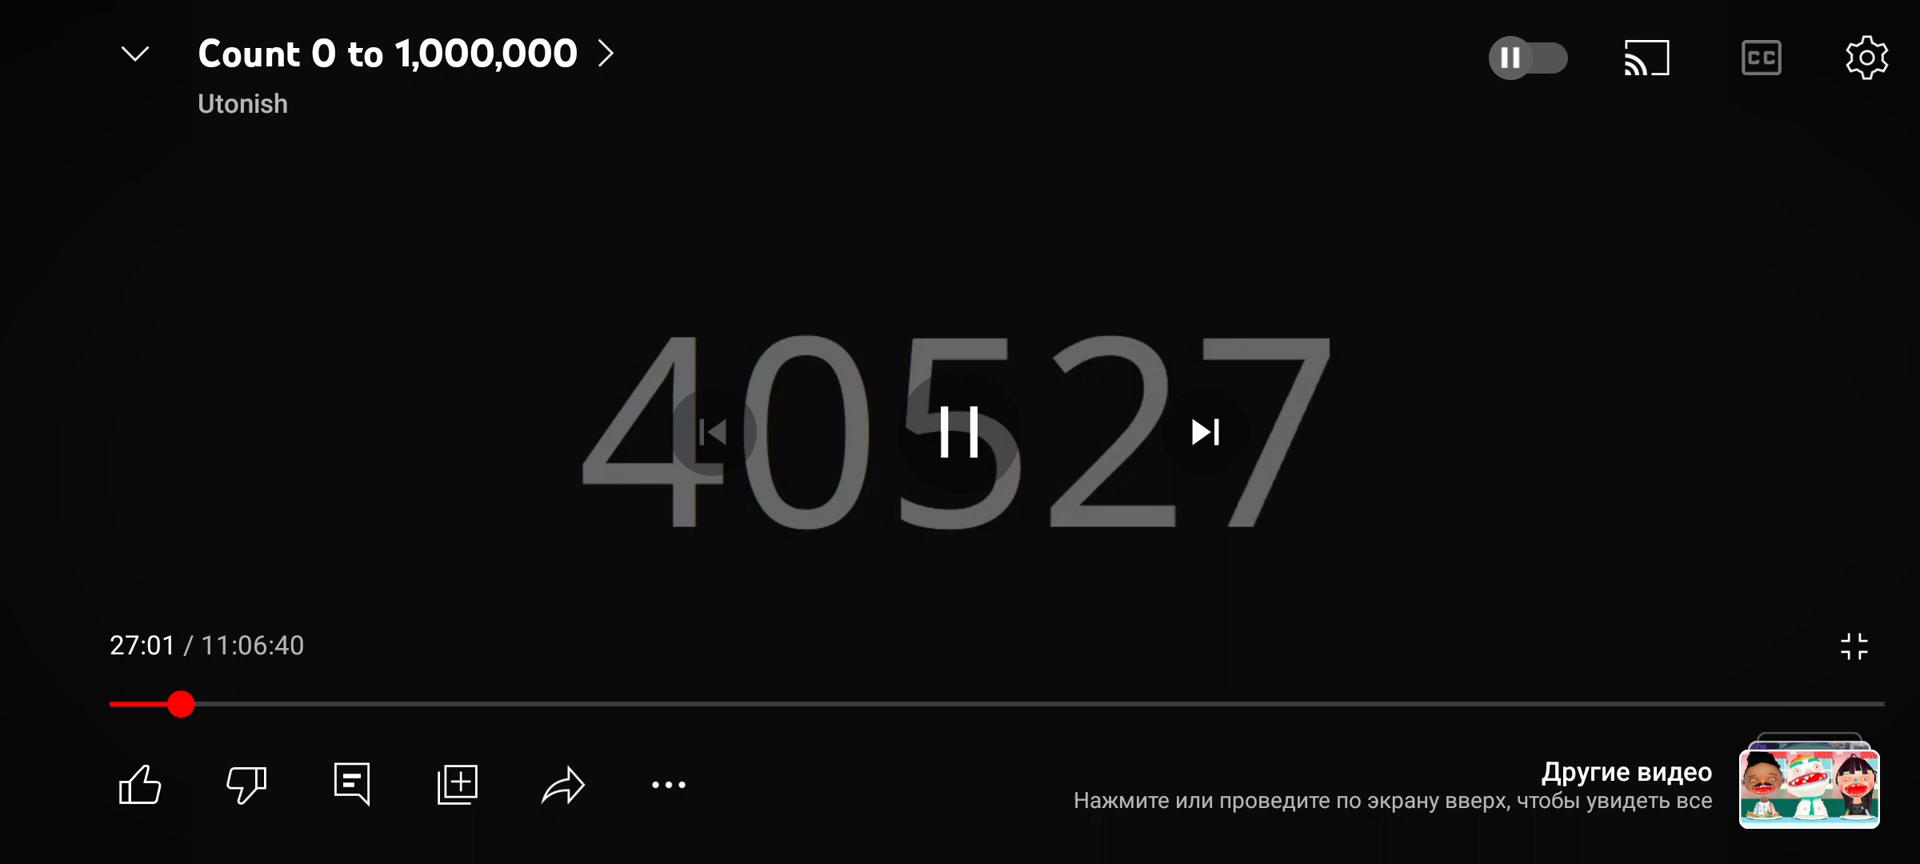 Count 0 to 1,000,000
Utonish
CC
40527
27:01 / 11:06:40
Другие видео
Нажмите или проведите по экрану вверх, чтобы увидеть все